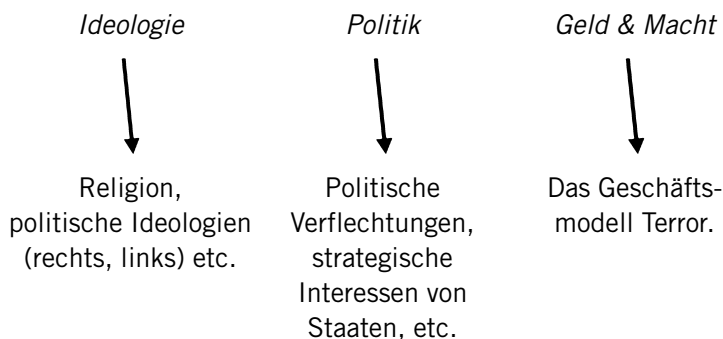 Ideologie
Politik
Geld & Macht
Religion,
politische Ideologien
(rechts, links) etc.
Politische
Verflechtungen,
strategische
Interessen von
Staaten, etc.
Das Geschäfts-
modell Terror.